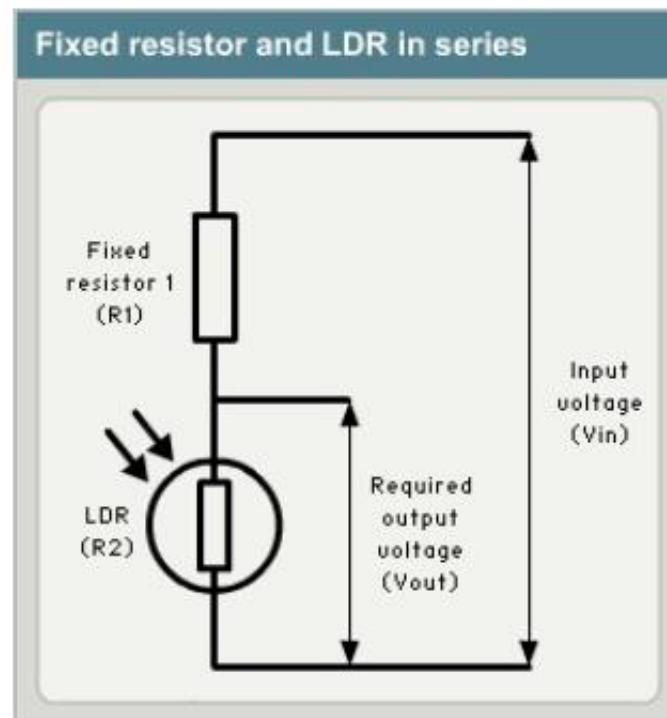 Fixed resistor and LDR in series
Fixed
resistor 1
(R1)
Input
voltage
(Vin)
LDR
(R2)
Required
output
voltage
(Vout)